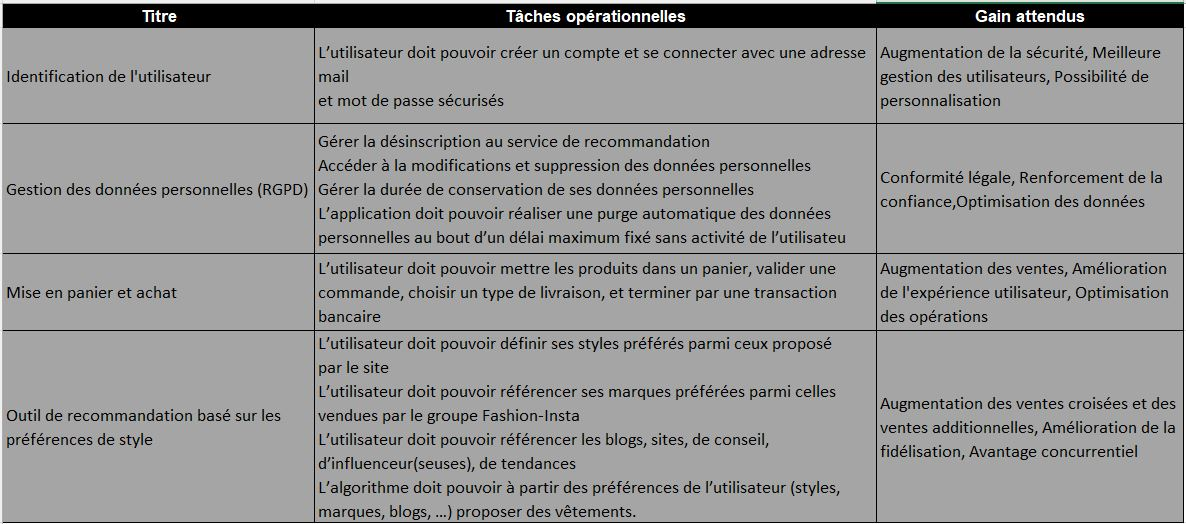 Titre
Tâches opérationnelles
Gain attendus
Identification de l'utilisateur
L’utilisateur doit pouvoir créer un compte et se connecter avec une adresse
mail
et mot de passe sécurisés
Augmentation de la sécurité, Meilleure
gestion des utilisateurs, Possibilité de
personnalisation
Gestion des données personnelles (RGPD)
Gérer la désinscription au service de recommandation
Accéder à la modifications et suppression des données personnelles
Gérer la durée de conservation de ses données personnelles
L’application doit pouvoir réaliser une purge automatique des données
personnelles au bout d’un délai maximum fixé sans activité de l’utilisateu
Conformité légale, Renforcement de la
confiance,Optimisation des données
Mise en panier et achat
L’utilisateur doit pouvoir mettre les produits dans un panier, valider une
commande, choisir un type de livraison, et terminer par une transaction
bancaire
Augmentation des ventes, Amélioration
de l'expérience utilisateur, Optimisation
des opérations
Outil de recommandation basé sur les
préférences de style
L’utilisateur doit pouvoir définir ses styles préférés parmi ceux proposé
par le site
L’utilisateur doit pouvoir référencer ses marques préférées parmi celles
vendues par le groupe Fashion-Insta
L’utilisateur doit pouvoir référencer les blogs, sites, de conseil,
d’influenceur(seuses), de tendances
L’algorithme doit pouvoir à partir des préférences de l’utilisateur (styles,
marques, blogs, …) proposer des vêtements.
Augmentation des ventes croisées et des
ventes additionnelles, Amélioration de la
fidélisation, Avantage concurrentiel